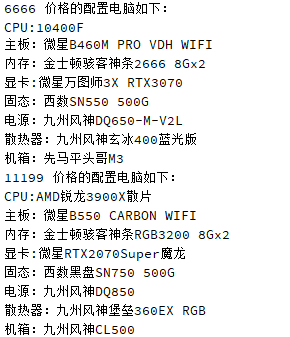 6666 价格的配置电脑如下：
CPU:10400F
主板：微星B460M PRO VDH WIFI
内存：金士顿骇客神条2666 8Gx2
显卡:微星万图师3X RTX3070
固态：西数SN550 500G
电源：九州风神DQ650-M-V2L
散热器：九州风神玄冰400蓝光版
机箱：先马平头哥M3
11199 价格的配置电脑如下：
CPU:AMD锐龙3900X散片
主板：微星B550 CARBON WIFI
内存：金士顿骇客神条RGB3200 8Gx2
显卡:微星RTX2070Super魔龙
固态：西数黑盘SN750 500G
电源：九州风神DQ850
散热器：九州风神堡垒360EX RGB
机箱：九州风神CL500